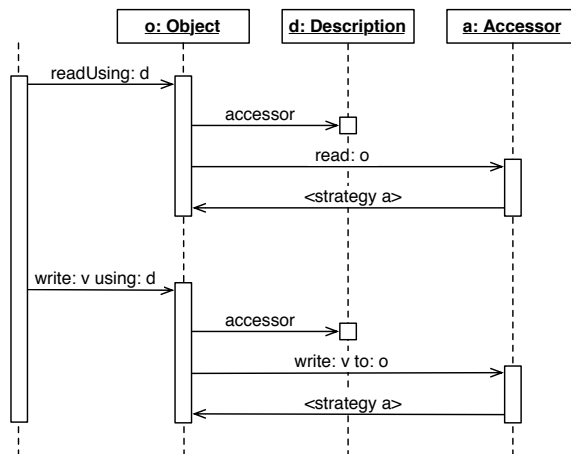 o: Object
d: Description
a: Accessor
readUsing: d
accessor
read: o
<strategy a>
write: v using: d
accessor
write: v to: o
<strategy a>